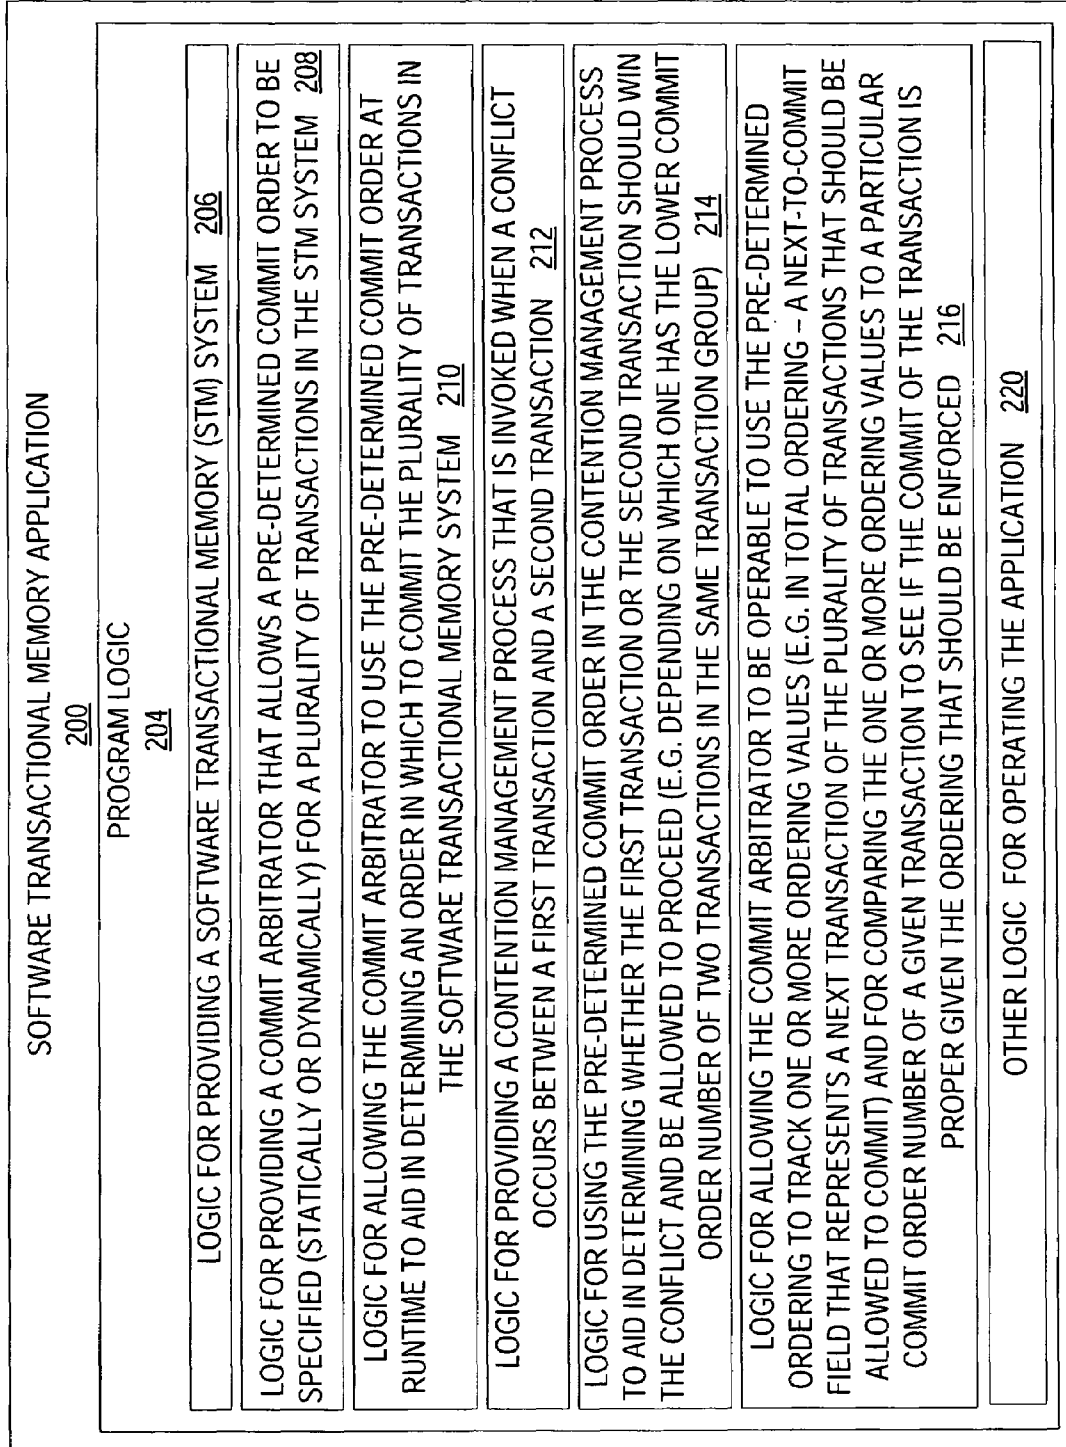 SOFTWARE TRANSACTIONAL MEMORY APPLICATION
200
PROGRAM LOGIC
204
LOGIC FOR PROVIDING A SOFTWARE TRANSACTIONAL MEMORY (STM) SYSTEM 206
LOGIC FOR PROVIDING A COMMIT ARBITRATOR THAT ALLOWS A PRE-DETERMINED COMMIT ORDER TO BE
SPECIFIED (STATICALLY OR DYNAMICALLY) FOR A PLURALITY OF TRANSACTIONS IN THE STM SYSTEM 208
LOGIC FOR ALLOWING THE COMMIT ARBITRATOR TO USE THE PRE-DETERMINED COMMIT ORDER AT
RUNTIME TO AID IN DETERMINING AN ORDER IN WHICH TO COMMIT THE PLURALITY OF TRANSACTIONS IN
THE SOFTWARE TRANSACTIONAL MEMORY SYSTEM 210
LOGIC FOR PROVIDING A CONTENTION MANAGEMENT PROCESS THAT IS INVOKED WHEN A CONFLICT
OCCURS BETWEEN A FIRST TRANSACTION AND A SECOND TRANSACTION 212
LOGIC FOR USING THE PRE-DETERMINED COMMIT ORDER IN THE CONTENTION MANAGEMENT PROCESS
TO AID IN DETERMINING WHETHER THE FIRST TRANSACTION OR THE SECOND TRANSACTION SHOULD WIN
THE CONFLICT AND BE ALLOWED TO PROCEED (E.G. DEPENDING ON WHICH ONE HAS THE LOWER COMMIT
ORDER NUMBER OF TWO TRANSACTIONS IN THE SAME TRANSACTION GROUP) 214
LOGIC FOR ALLOWING THE COMMIT ARBITRATOR TO BE OPERABLE TO USE THE PRE-DETERMINED
ORDERING TO TRACK ONE OR MORE ORDERING VALUES (E.G. IN TOTAL ORDERING – A NEXT-TO-COMMIT
FIELD THAT REPRESENTS A NEXT TRANSACTION OF THE PLURALITY OF TRANSACTIONS THAT SHOULD BE
ALLOWED TO COMMIT) AND FOR COMPARING THE ONE OR MORE ORDERING VALUES TO A PARTICULAR
COMMIT ORDER NUMBER OF A GIVEN TRANSACTION TO SEE IF THE COMMIT OF THE TRANSACTION IS
PROPER GIVEN THE ORDERING THAT SHOULD BE ENFORCED 216
OTHER LOGIC FOR OPERATING THE APPLICATION 220